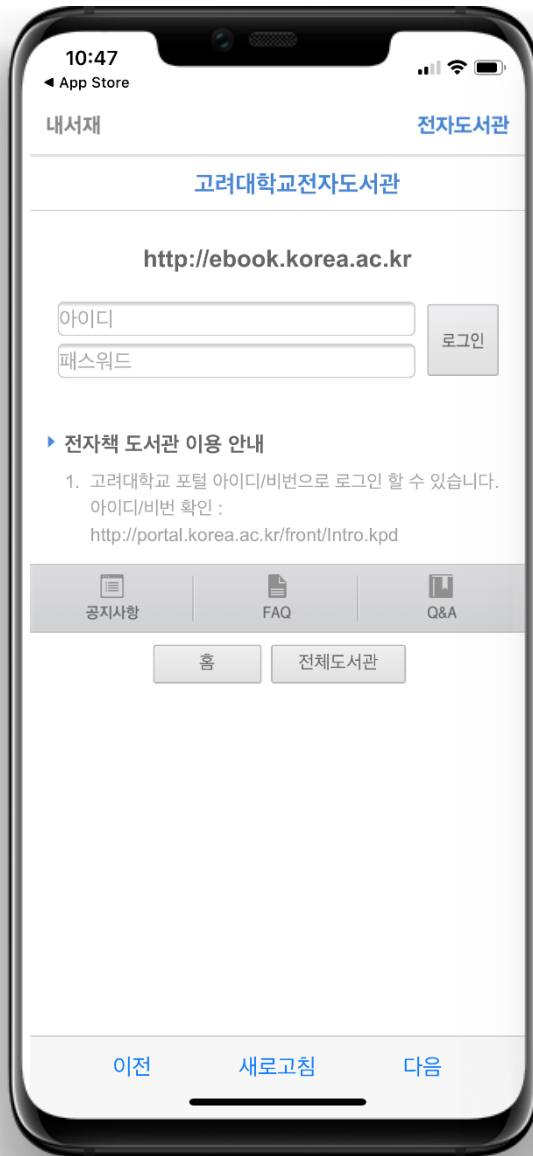 10:47
◀ App Store
내서재 전자도서관
고려대학교전자도서관
http://ebook.korea.ac.kr
아이디
패스워드
로그인
전자책 도서관 이용 안내
1. 고려대학교 포털 아이디/비번으로 로그인 할 수 있습니다.
아이디/비번 확인 :
http://portal.korea.ac.kr/front/Intro.kpd
공지사항 FAQ Q&A
홈 전체도서관
이전 새로고침 다음